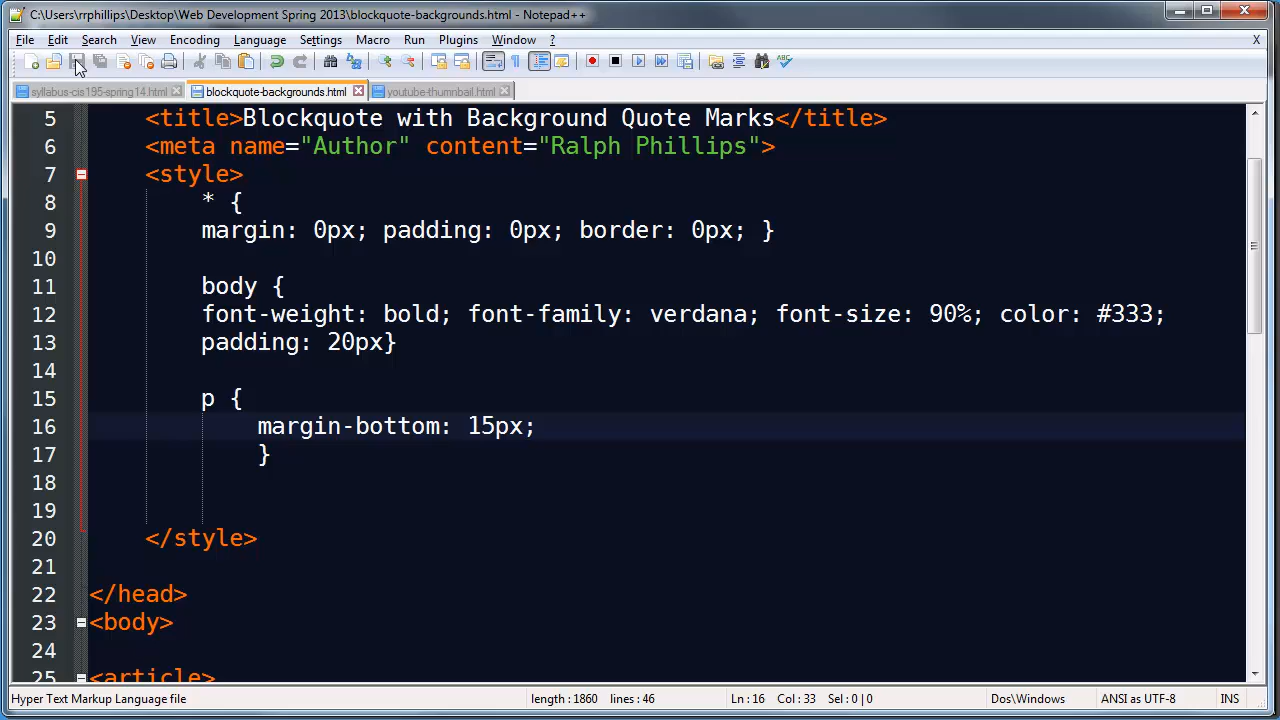 C:\Users\rrphillips\Desktop\Web Development Spring 2013\blockquote-backgrounds.html - Notepad++
File Edit Search View Encoding Language Settings Macro Run Plugins Window ? X
syllabus-cis195-spring14.html blockquote-backgrounds.html youtube-thumbnail.html
5 <title>Blockquote with Background Quote Marks</title>
6 <meta name="Author" content="Ralph Phillips">
7 <style>
8 * {
9 margin: 0px; padding: 0px; border: 0px; }
10
11 body {
12 font-weight: bold; font-family: verdana; font-size: 90%; color: #333;
13 padding: 20px}
14
15 p {
16 margin-bottom: 15px;
17 }
18
19
20 </style>
21
22 </head>
23 <body>
24
25 <article>
Hyper Text Markup Language file length : 1860 lines : 46 Ln : 16 Col : 33 Sel : 0 | 0 Dos\Windows ANSI as UTF-8 INS